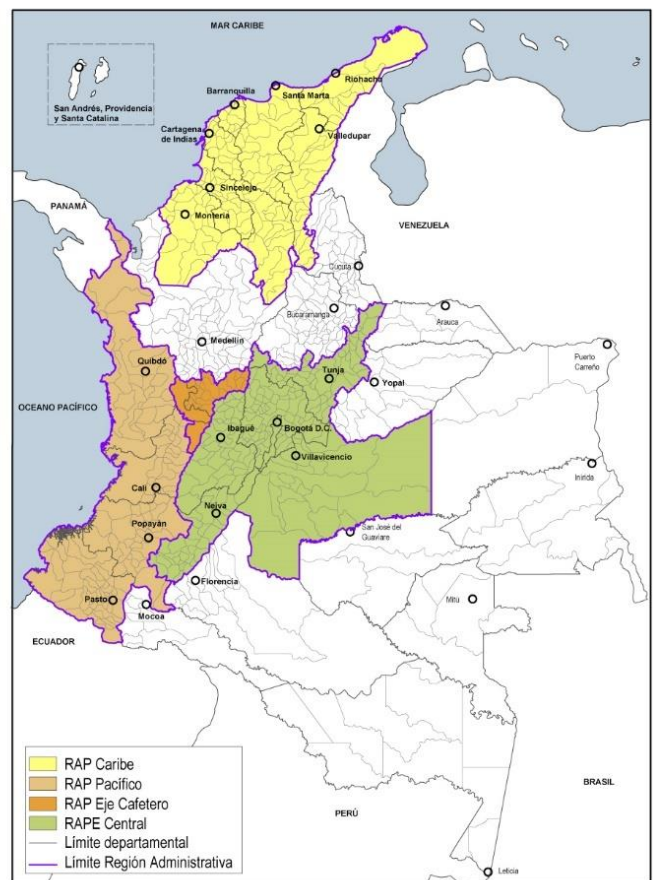 MAR CARIBE
San Andrés, Providencia
y Santa Catalina
Riohacha
Barranquilla
Santa Marta
Cartagena
de Indias
Valledupar
Sincelejo
Montería
PANAMÁ
VENEZUELA
Cúcuta
Bucaramanga
Arauca
Medellín
Puerto
Carreño
Quibdó
Tunja
Yopal
OCEANO PACÍFICO
Ibagué
Bogotá D.C.
Villavicencio
Inírida
Cali
Neiva
Popayán
San José del
Guaviare
Florencia
Mitú
Pasto
Mocoa
ECUADOR
RAP Caribe
RAP Pacífico
RAP Eje Cafetero
RAPE Central
Límite departamental
Límite Región Administrativa
PERÚ
BRASIL
Leticia